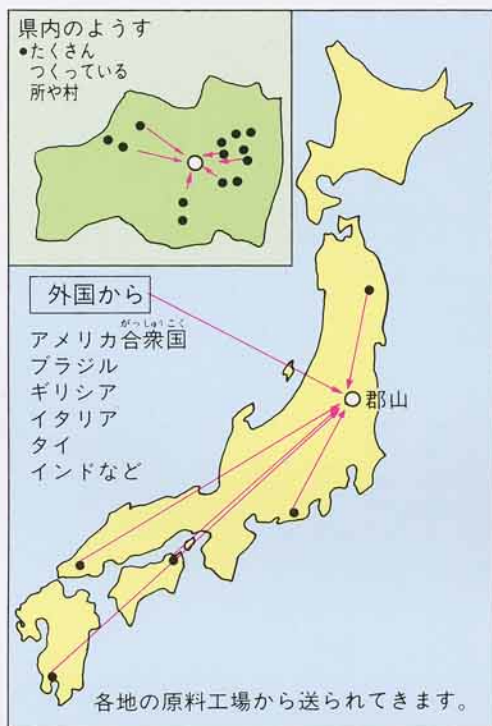 県内のようす
●たくさん
つくっている
所や村
外国から
アメリカ合衆国
がっしゅうこく
ブラジル
ギリシア
イタリア
タイ
インドなど
郡山
各地の原料工場から送られてきます。